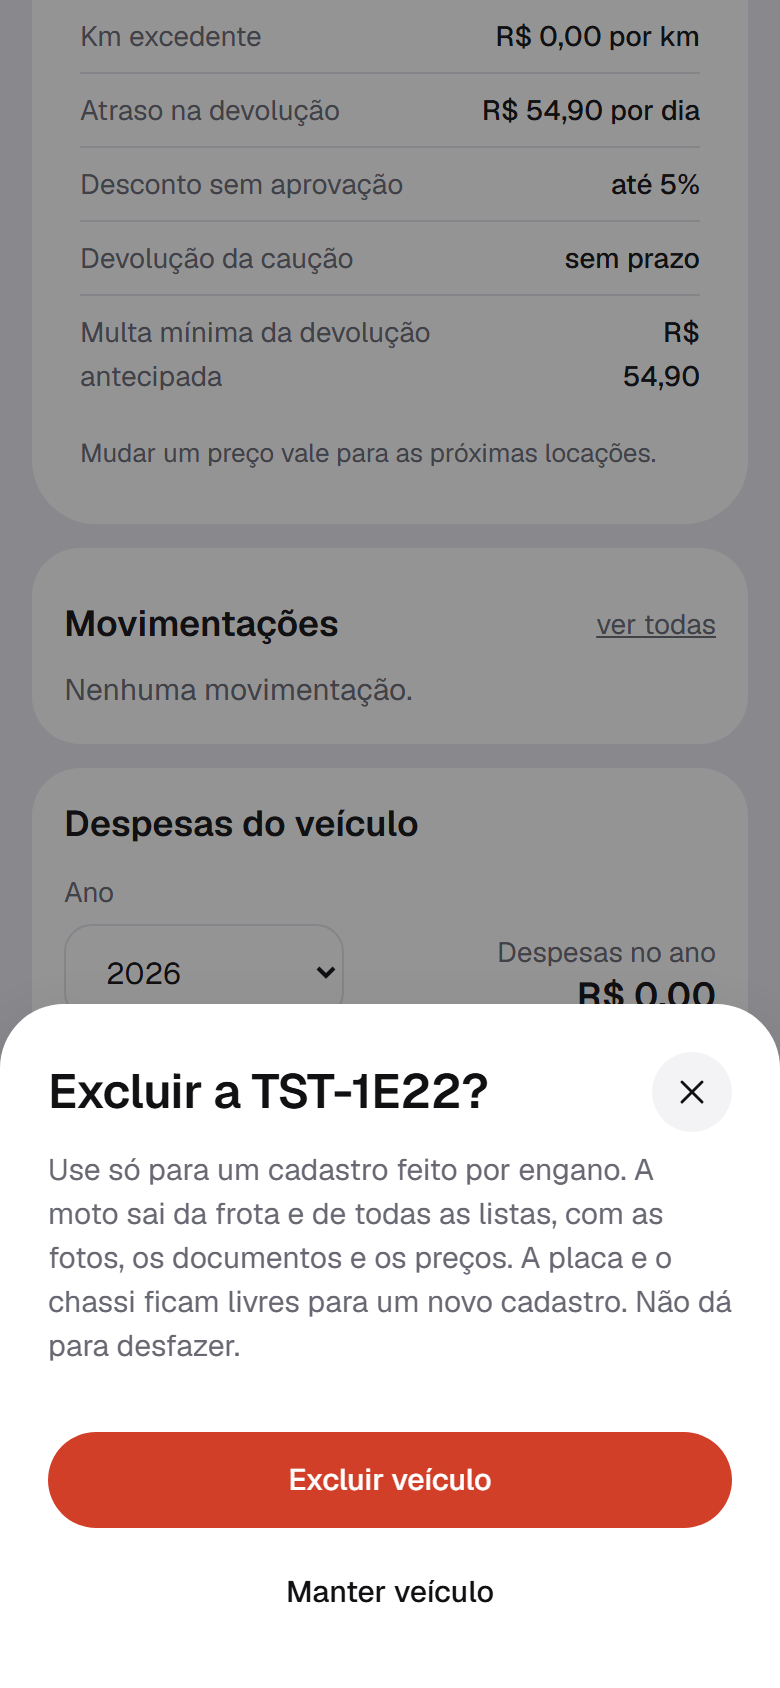 Km excedente R$ 0,00 por km
Atraso na devolução R$ 54,90 por dia
Desconto sem aprovação até 5%
Devolução da caução sem prazo
Multa mínima da devolução R$
antecipada 54,90
Mudar um preço vale para as próximas locações.
Movimentações ver todas
Nenhuma movimentação.
Despesas do veículo
Ano
2026
Despesas no ano
R$ 0,00
Excluir a TST-1E22?
Use só para um cadastro feito por engano. A
moto sai da frota e de todas as listas, com as
fotos, os documentos e os preços. A placa e o
chassi ficam livres para um novo cadastro. Não dá
para desfazer.
Excluir veículo
Manter veículo